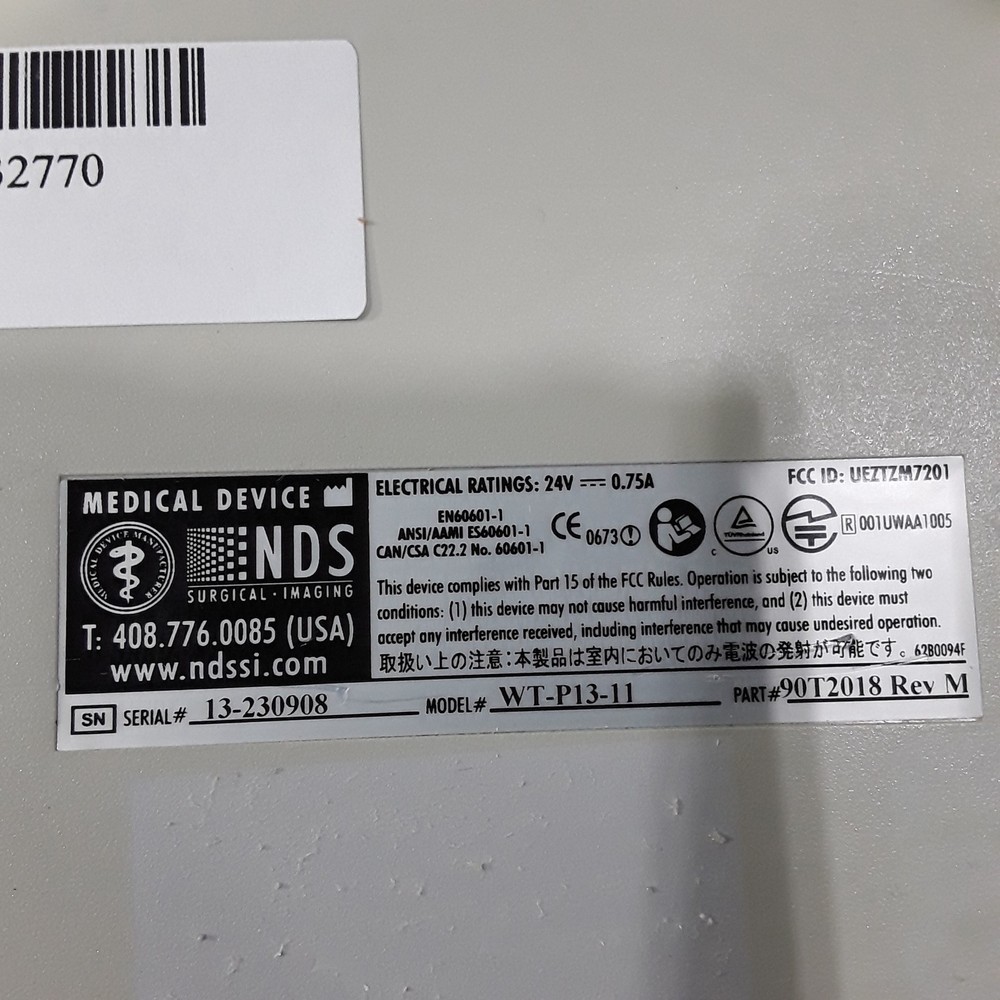 2770
MEDICAL DEVICE
MEDICAL DEVICE MANUFACTURER
NDS
SURGICAL · IMAGING
T: 408.776.0085 (USA)
www.ndssi.com
ELECTRICAL RATINGS: 24V ⎓ 0.75A
FCC ID: UEZTZM7201
EN60601-1
ANSI/AAMI ES60601-1
CAN/CSA C22.2 No. 60601-1
CE 0673
C TÜVRheinland US
R 001UWAA1005
This device complies with Part 15 of the FCC Rules. Operation is subject to the following two
conditions: (1) this device may not cause harmful interference, and (2) this device must
accept any interference received, including interference that may cause undesired operation.
取扱い上の注意：本製品は室内においてのみ電波の発射が可能です。 62B0094F
SN SERIAL# 13-230908 MODEL# WT-P13-11 PART# 90T2018 Rev M